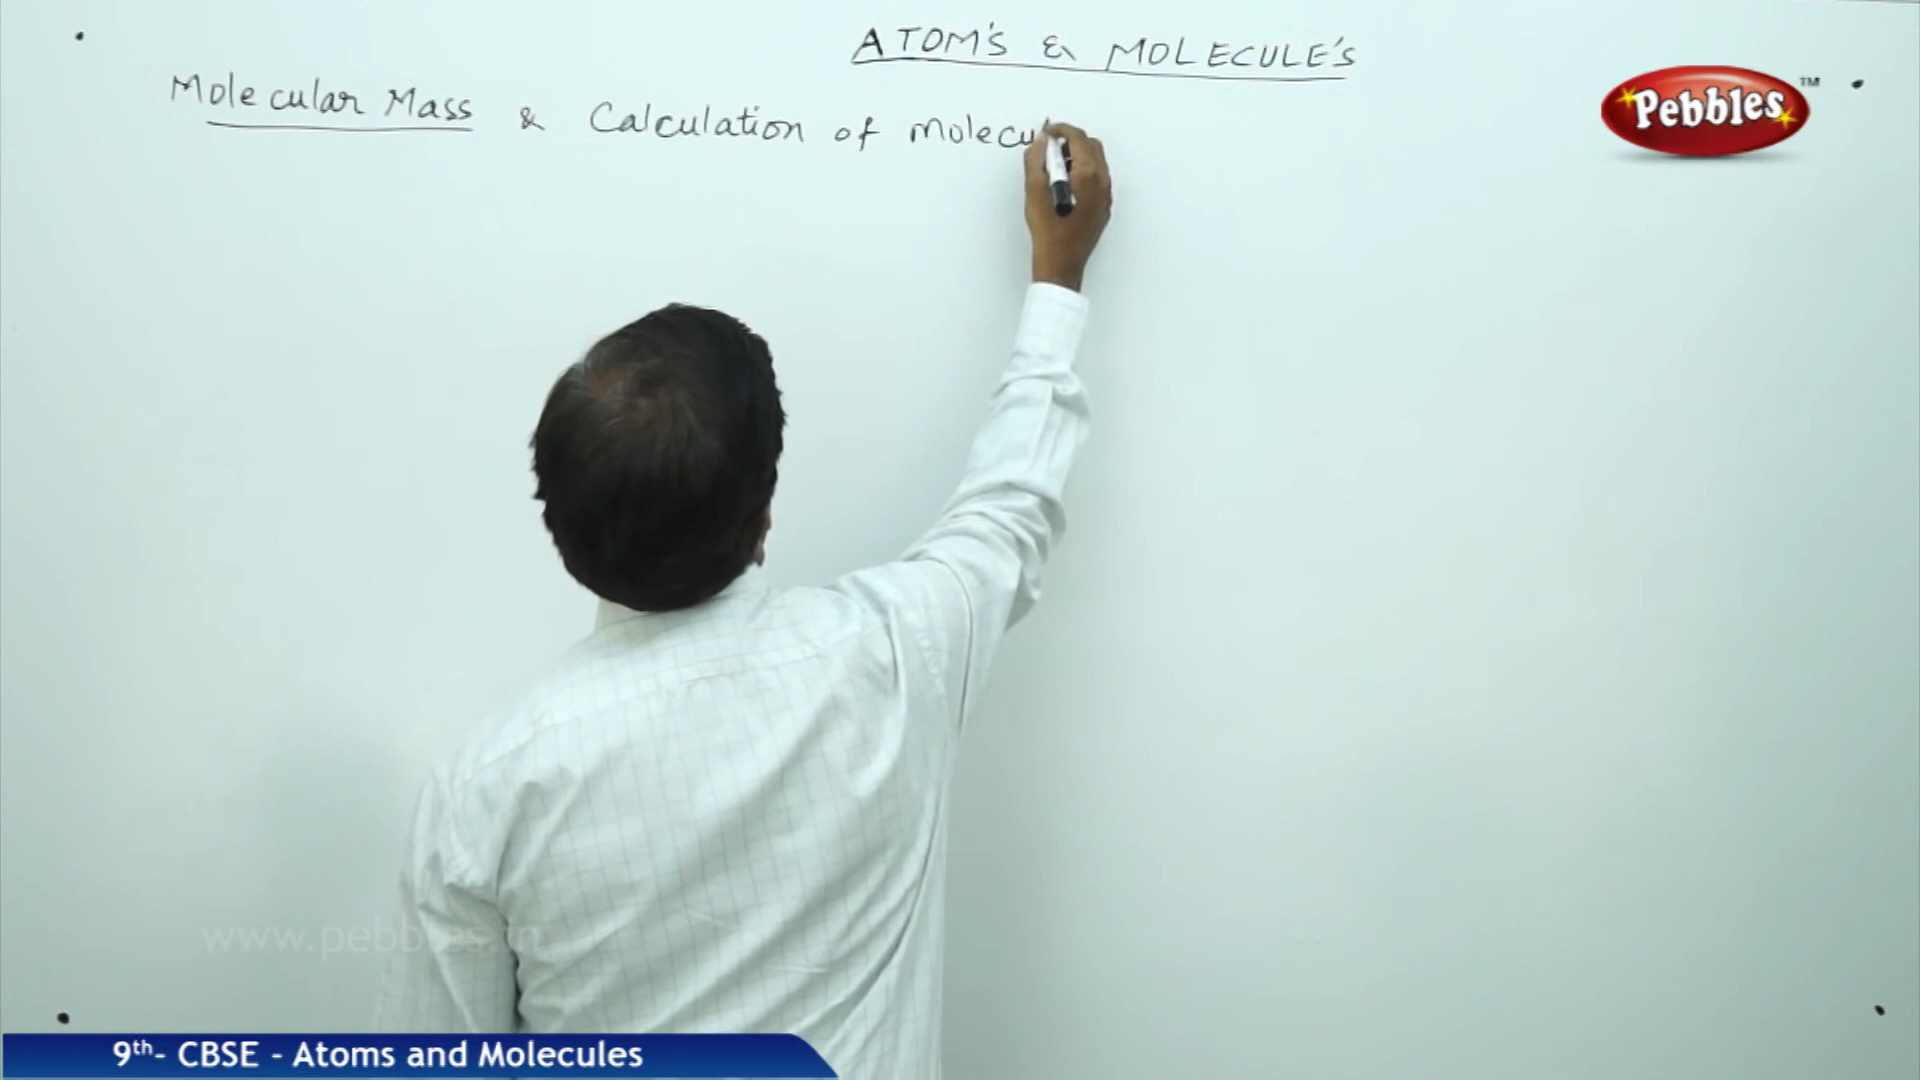 ATOM'S & MOLECULE'S
Pebbles TM
Molecular Mass & Calculation of Molecu
www.pebbles.in
9th- CBSE - Atoms and Molecules